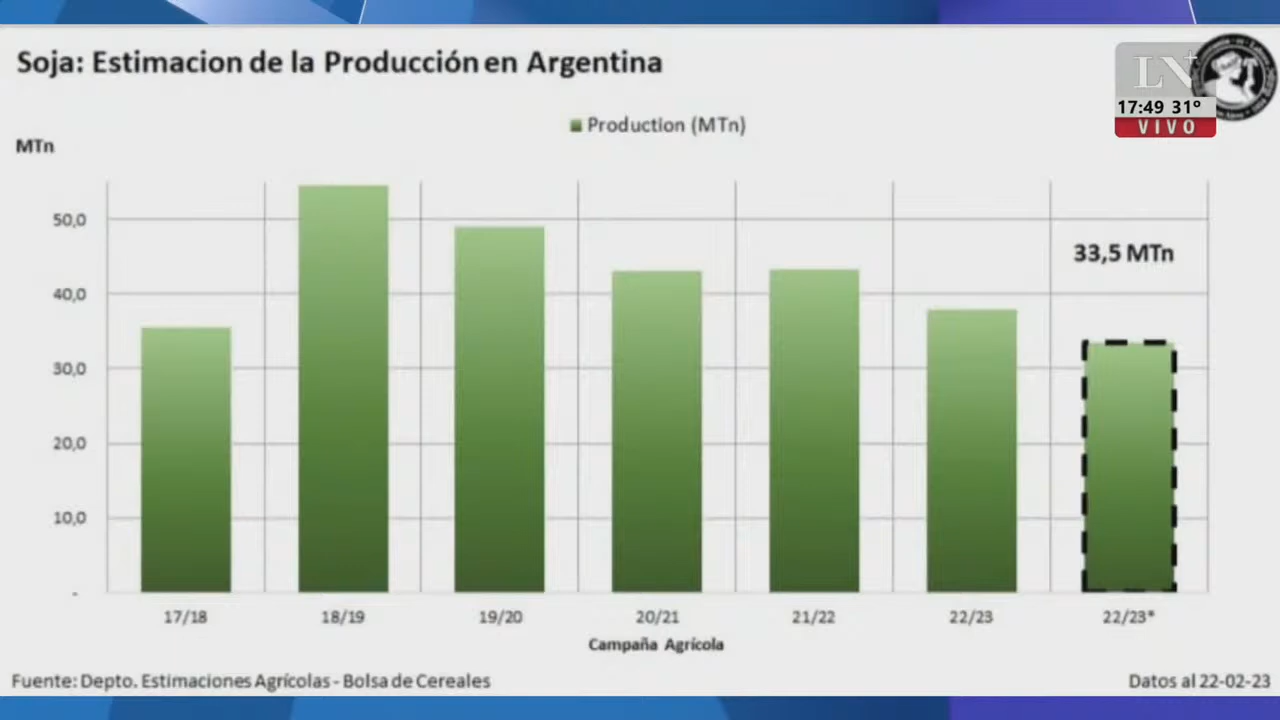 Soja: Estimacion de la Producción en Argentina
LN+
17:49 31º
VIVO
Production (MTn)
MTn
50,0
40,0
30,0
20,0
10,0
-
33,5 MTn
17/18
18/19
19/20
20/21
21/22
22/23
22/23*
Campaña Agrícola
Fuente: Depto. Estimaciones Agrícolas - Bolsa de Cereales
Datos al 22-02-23